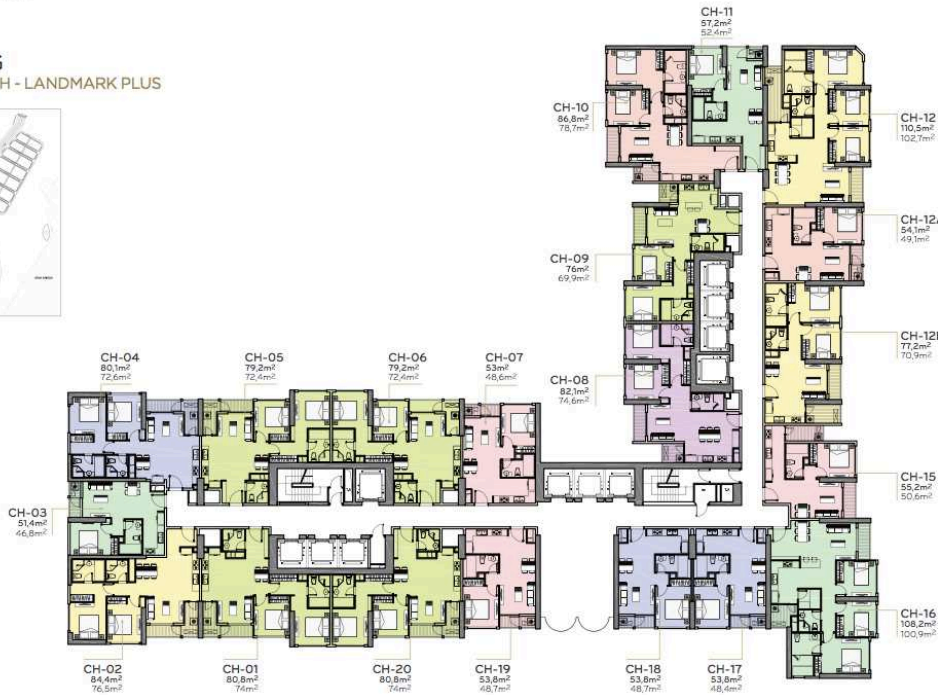 G
H - LANDMARK PLUS
CH-11
57,2m²
52,4m²
CH-10
86,8m²
78,7m²
CH-12
110,5m²
102,7m²
CH-12A
54,1m²
49,1m²
CH-09
76m²
69,9m²
CH-12B
77,2m²
70,9m²
CH-08
82,1m²
74,6m²
CH-04
80,1m²
72,6m²
CH-05
79,2m²
72,4m²
CH-06
79,2m²
72,4m²
CH-07
53m²
48,6m²
CH-15
55,2m²
50,6m²
CH-03
51,4m²
46,8m²
CH-16
108,2m²
100,9m²
CH-02
84,4m²
76,5m²
CH-01
80,8m²
74m²
CH-20
80,8m²
74m²
CH-19
53,8m²
48,7m²
CH-18
53,8m²
48,7m²
CH-17
53,8m²
48,4m²